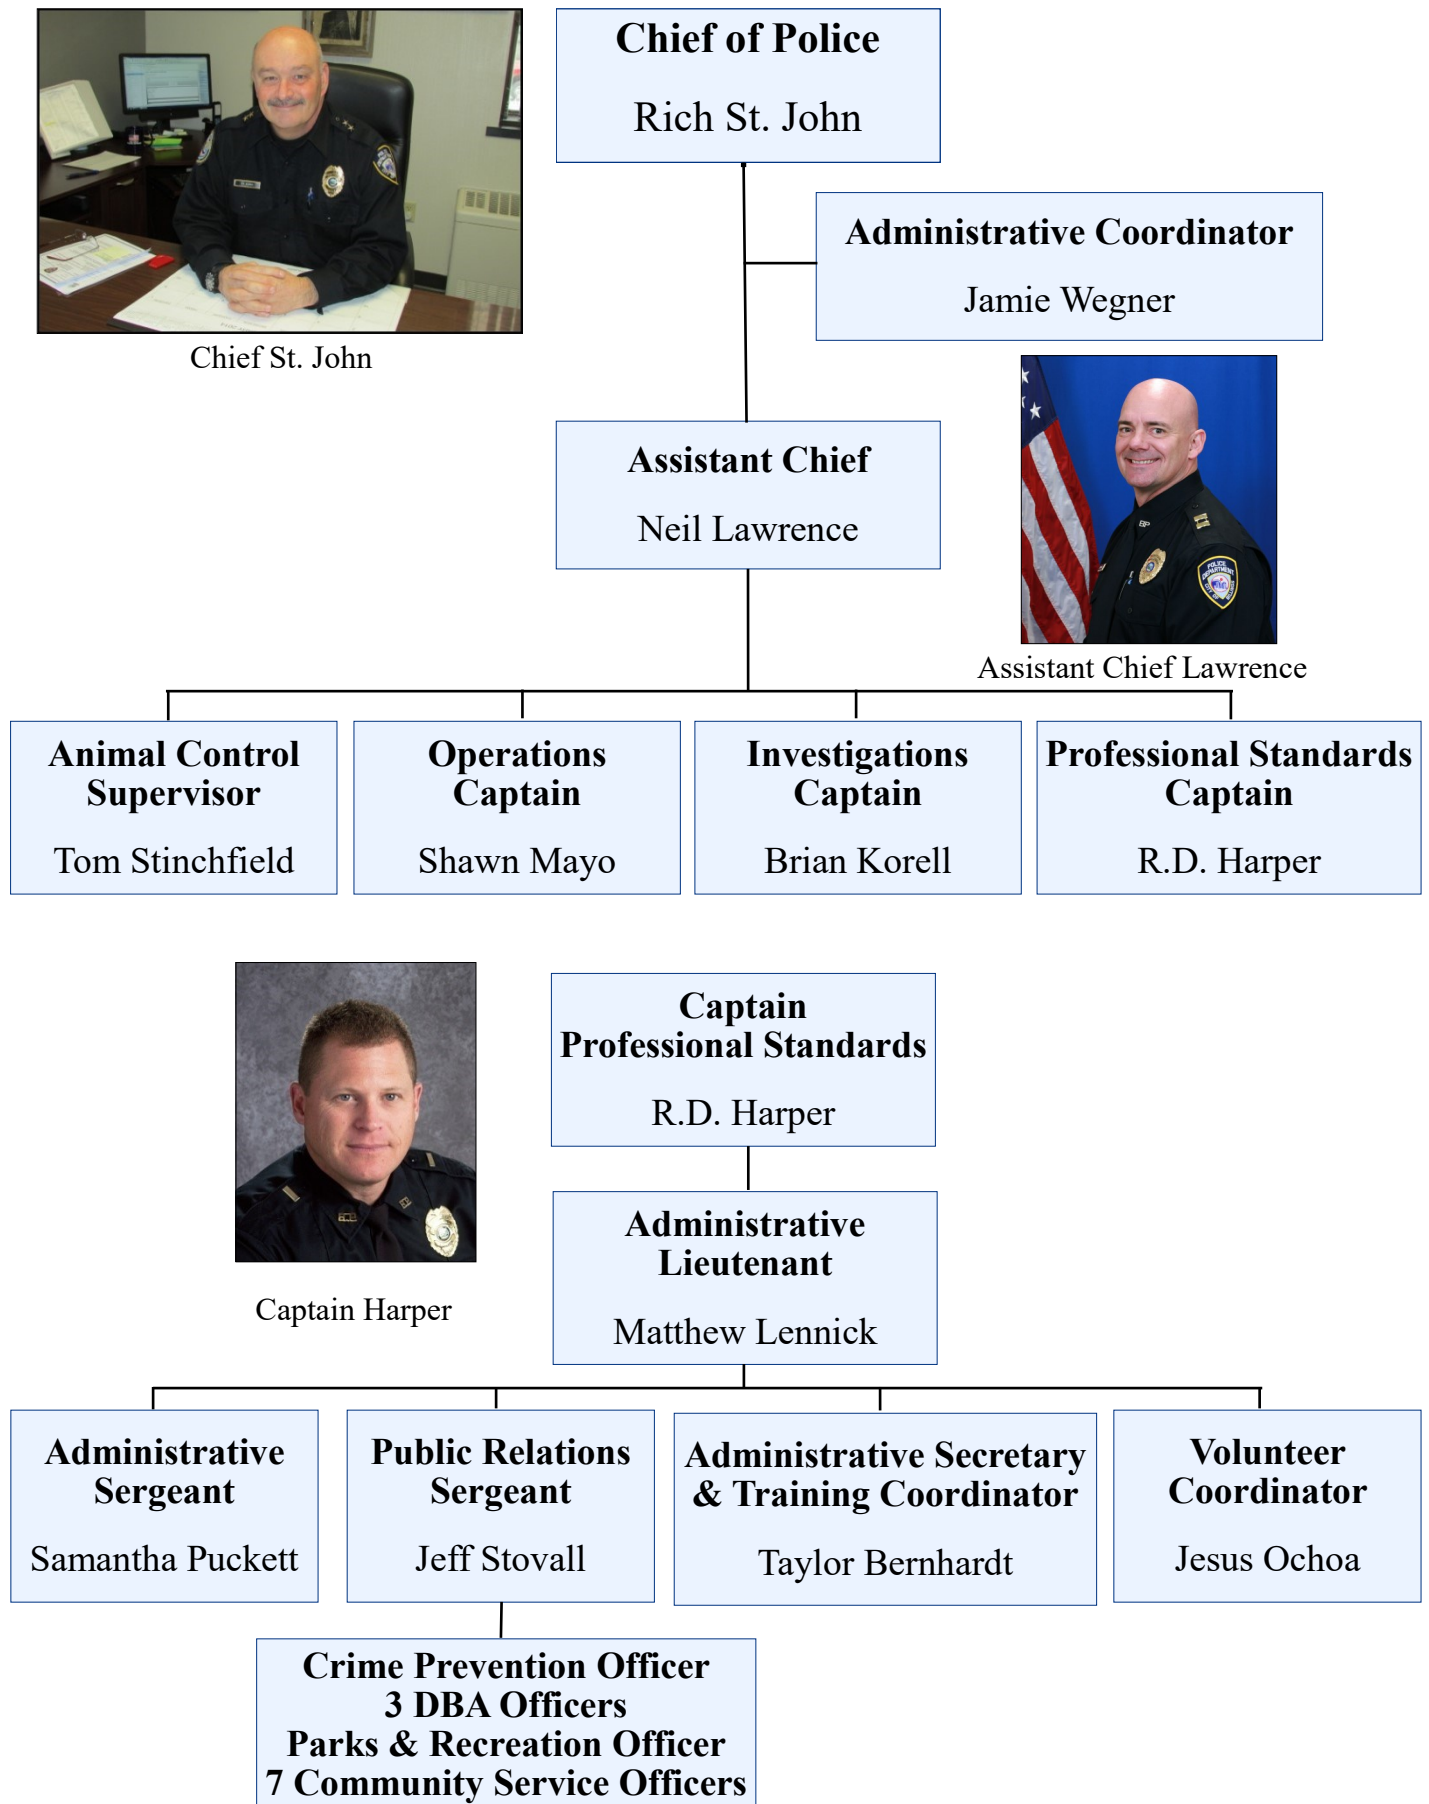 Chief of Police
Rich St. John
Administrative Coordinator
Jamie Wegner
Chief St. John
Assistant Chief
Neil Lawrence
BP
POLICE
DEPARTMENT
Assistant Chief Lawrence
Animal Control
Supervisor
Tom Stinchfield
Operations
Captain
Shawn Mayo
Investigations
Captain
Brian Korell
Professional Standards
Captain
R.D. Harper
Captain
Professional Standards
R.D. Harper
Administrative
Lieutenant
Matthew Lennick
Captain Harper
Administrative
Sergeant
Samantha Puckett
Public Relations
Sergeant
Jeff Stovall
Administrative Secretary
& Training Coordinator
Taylor Bernhardt
Volunteer
Coordinator
Jesus Ochoa
Crime Prevention Officer
3 DBA Officers
Parks & Recreation Officer
7 Community Service Officers